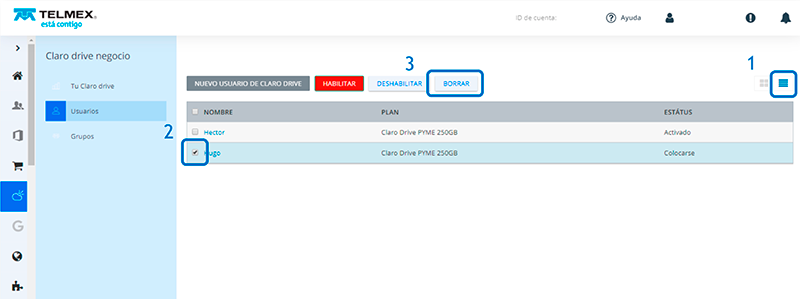 TELMEX
está contigo
ID de cuenta:
Ayuda
Claro drive negocio
Tu Claro drive
Usuarios
Grupos
3
1
NUEVO USUARIO DE CLARO DRIVE HABILITAR DESHABILITAR BORRAR
NOMBRE PLAN ESTÁTUS
2
Hector Claro Drive PYME 250GB Activado
ugo Claro Drive PYME 250GB Colocarse